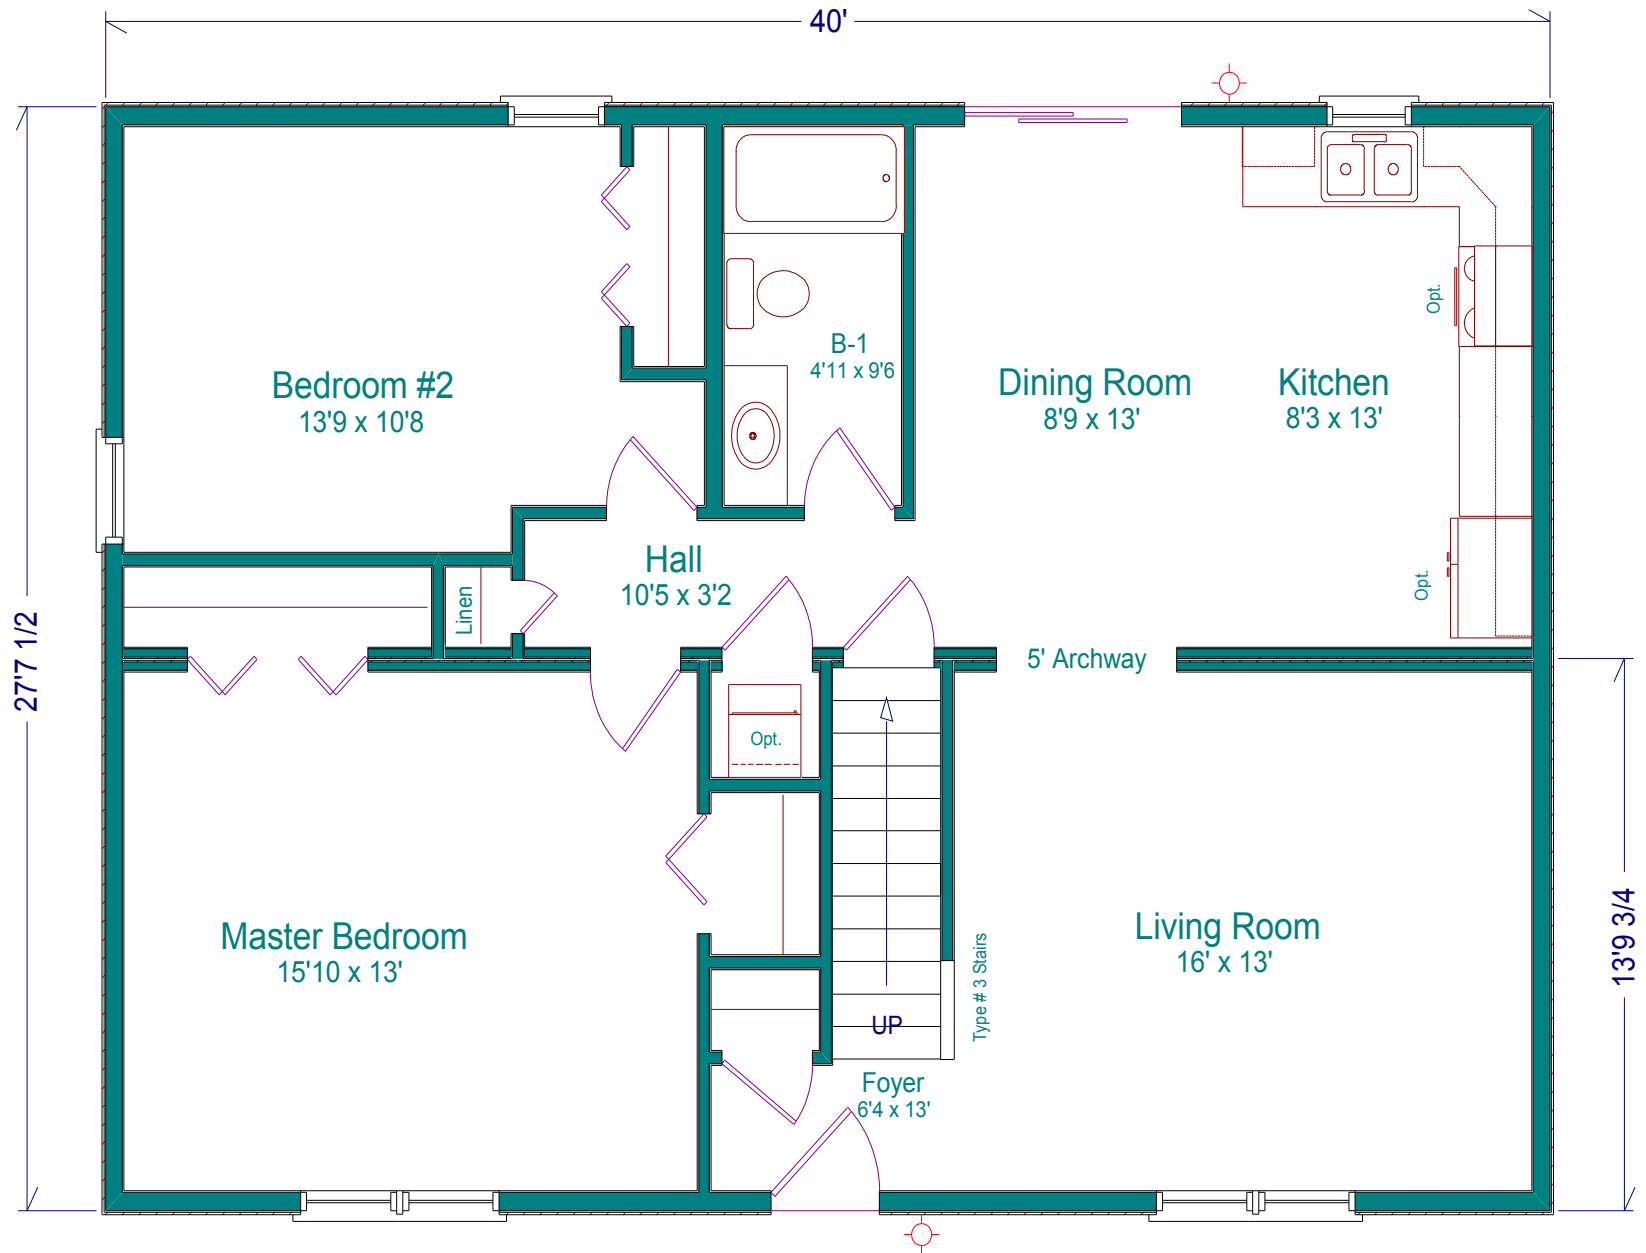 40'
B-1
4'11 x 9'6
Bedroom #2
13'9 x 10'8
Dining Room
8'9 x 13'
Kitchen
8'3 x 13'
Opt.
Hall
10'5 x 3'2
Linen
Opt.
27'7 1/2
5' Archway
Opt.
Master Bedroom
15'10 x 13'
Living Room
16' x 13'
13'9 3/4
Type # 3 Stairs
UP
Foyer
6'4 x 13'